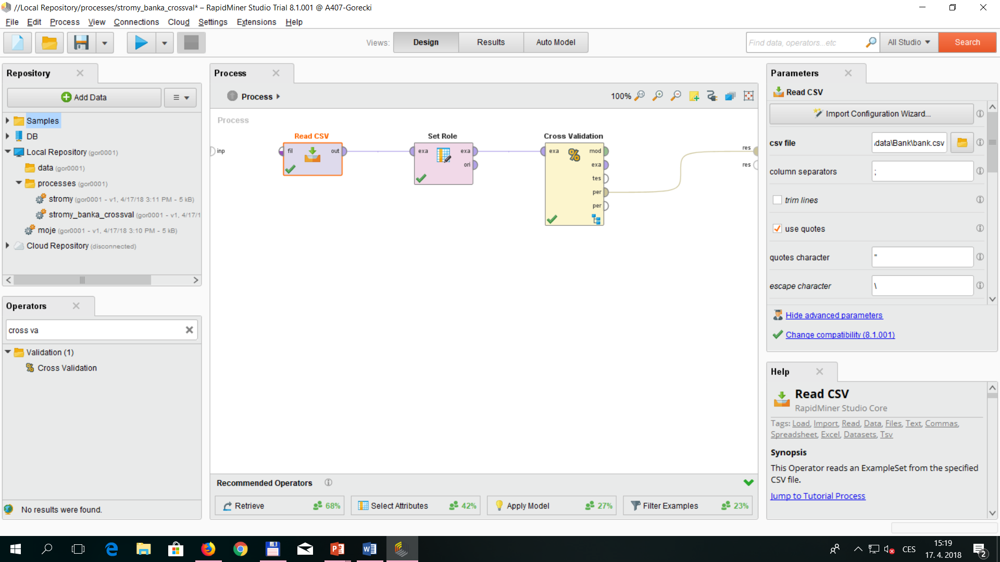 //Local Repository/processes/stromy_banka_crossval* – RapidMiner Studio Trial 8.1.001 @ A407-Gorecki
File Edit Process View Connections Cloud Settings Extensions Help
Views: Design Results Auto Model
Find data, operators...etc All Studio Search
Repository
Add Data
Samples
DB
Local Repository (gor0001)
data (gor0001)
processes (gor0001)
stromy (gor0001 - v1, 4/17/18 3:11 PM - 5 kB)
stromy_banka_crossval (gor0001 - v1, 4/17/1
moje (gor0001 - v1, 4/17/18 3:10 PM - 5 kB)
Cloud Repository (disconnected)
Operators
cross va
Validation (1)
Cross Validation
No results were found.
Process
Process
100%
Process
inp
Read CSV
fil out
Set Role
exa exa
ori
Cross Validation
exa mod
exa
tes
per
per
res
res
Recommended Operators
Retrieve 68%
Select Attributes 42%
Apply Model 27%
Filter Examples 23%
Parameters
Read CSV
Import Configuration Wizard...
csv file \data\Bank\bank.csv
column separators ;
trim lines
use quotes
quotes character "
escape character \
Hide advanced parameters
Change compatibility (8.1.001)
Help
Read CSV
RapidMiner Studio Core
Tags: Load, Import, Read, Data, Files, Text, Commas,
Spreadsheet, Excel, Datasets, Tsv
Synopsis
This Operator reads an ExampleSet from the specified
CSV file.
Jump to Tutorial Process
CES
15:19
17. 4. 2018
2